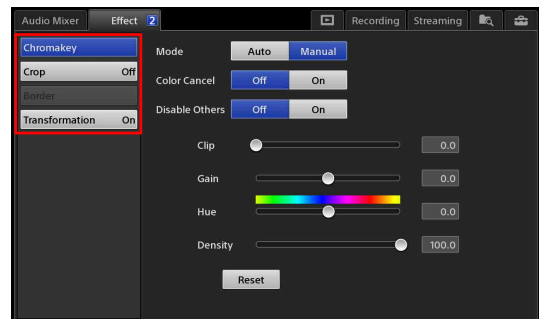 Audio Mixer Effect 2 Recording Streaming
Chromakey
Crop Off
Border
Transformation On
Mode Auto Manual
Color Cancel Off On
Disable Others Off On
Clip 0.0
Gain 0.0
Hue 0.0
Density 100.0
Reset